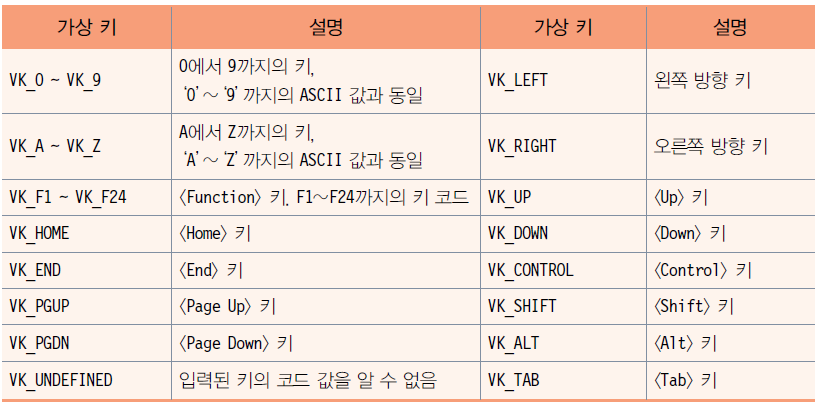 가상 키 설명 가상 키 설명
VK_0 ~ VK_9 0에서 9까지의 키, ‘0’～ ‘9’ 까지의 ASCII 값과 동일 VK_LEFT 왼쪽 방향 키
VK_A ~ VK_Z A에서 Z까지의 키, ‘A’～ ‘Z’ 까지의 ASCII 값과 동일 VK_RIGHT 오른쪽 방향 키
VK_F1 ~ VK_F24 〈Function〉 키, F1～F24까지의 키 코드 VK_UP 〈Up〉 키
VK_HOME 〈Home〉 키 VK_DOWN 〈Down〉 키
VK_END 〈End〉 키 VK_CONTROL 〈Control〉 키
VK_PGUP 〈Page Up〉 키 VK_SHIFT 〈Shift〉 키
VK_PGDN 〈Page Down〉 키 VK_ALT 〈Alt〉 키
VK_UNDEFINED 입력된 키의 코드 값을 알 수 없음 VK_TAB 〈Tab〉 키